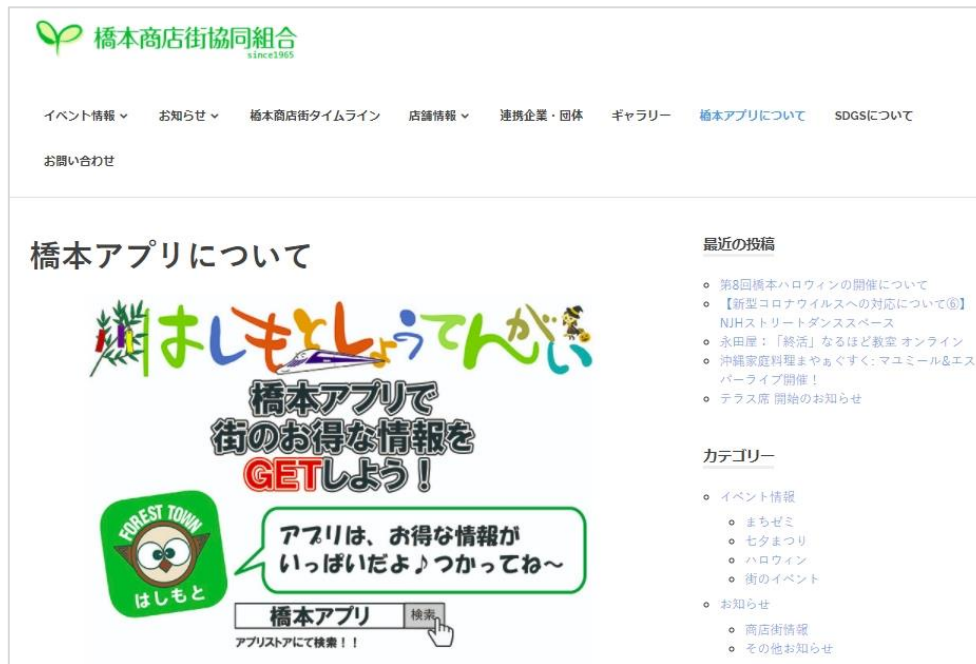 橋本商店街協同組合
since1965
イベント情報
お知らせ
橋本商店街タイムライン
店舗情報
連携企業・団体
ギャラリー
橋本アプリについて
SDGSについて
お問い合わせ
橋本アプリについて
はしもとしょうてんがい
橋本アプリで
街のお得な情報を
GETしよう！
FOREST TOWN
はしもと
アプリは、お得な情報が
いっぱいだよ♪つかってね～
橋本アプリ
検索
アプリストアにて検索！！
最近の投稿
第8回橋本ハロウィンの開催について
【新型コロナウイルスへの対応について⑥】
NJHストリートダンススペース
永田屋：「終活」なるほど教室 オンライン
沖縄家庭料理まやぁぐすく: マユミール&エス
パーライブ開催！
テラス席 開始のお知らせ
カテゴリー
イベント情報
まちゼミ
七夕まつり
ハロウィン
街のイベント
お知らせ
商店街情報
その他お知らせ